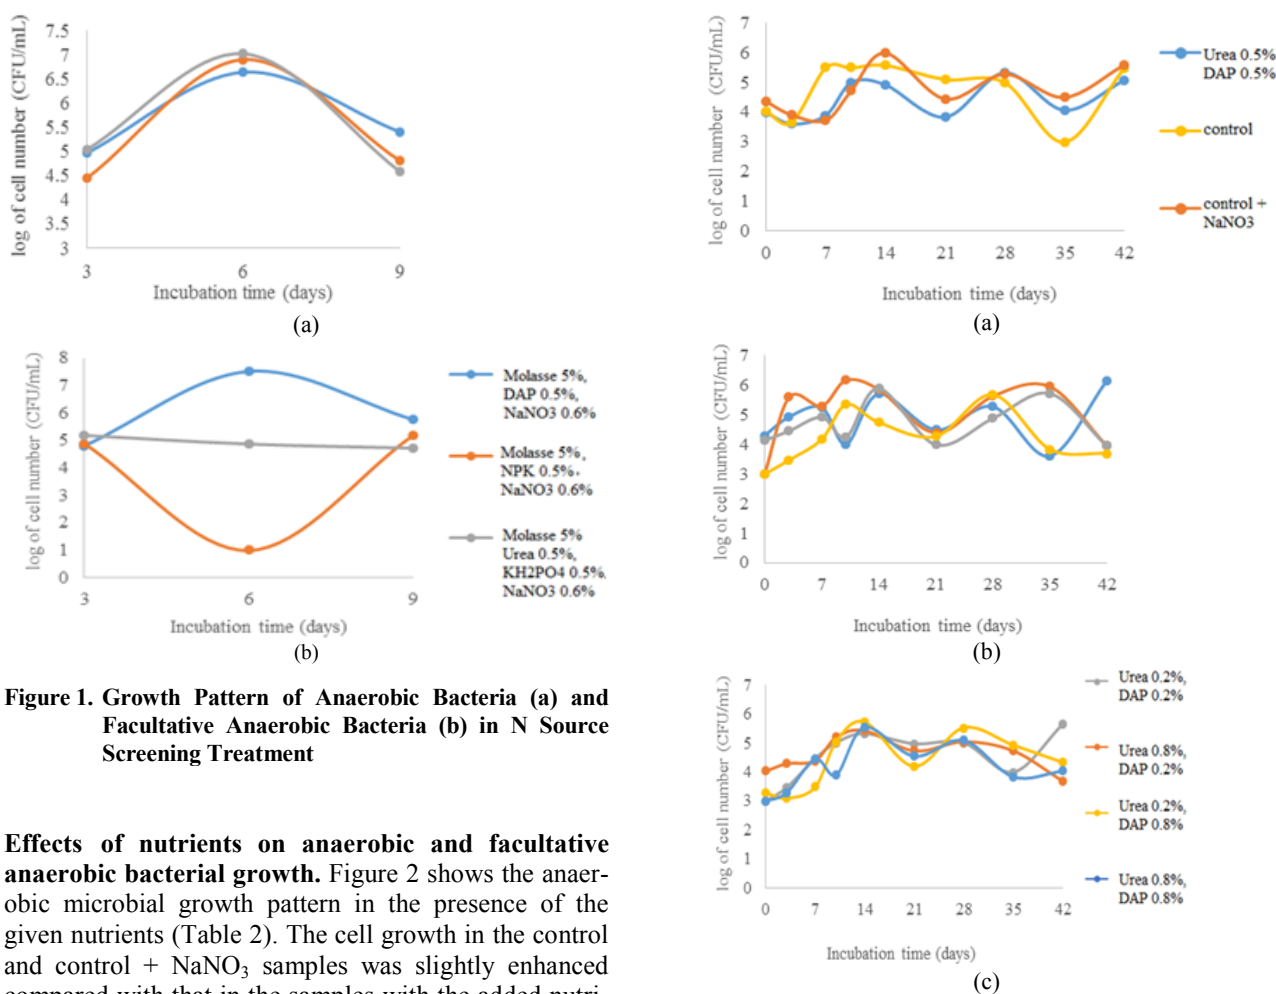 log of cell number (CFU/mL)
7.5
7
6.5
6
5.5
5
4.5
4
3.5
3
3
6
9
Incubation time (days)
(a)
log of cell number (CFU/mL)
8
7
6
5
4
3
2
1
0
3
6
9
Incubation time (days)
(b)
Molasse 5%,
DAP 0.5%,
NaNO3 0.6%
Molasse 5%,
NPK 0.5%,
NaNO3 0.6%
Molasse 5%
Urea 0.5%,
KH2PO4 0.5%,
NaNO3 0.6%
Figure 1. Growth Pattern of Anaerobic Bacteria (a) and
Facultative Anaerobic Bacteria (b) in N Source
Screening Treatment
Effects of nutrients on anaerobic and facultative
anaerobic bacterial growth. Figure 2 shows the anaer-
obic microbial growth pattern in the presence of the
given nutrients (Table 2). The cell growth in the control
and control + NaNO₃ samples was slightly enhanced
compared with that in the samples with the added nutri-
log of cell number (CFU/mL)
7
6
5
4
3
2
1
0
0
7
14
21
28
35
42
Incubation time (days)
(a)
Urea 0.5%
DAP 0.5%
control
control +
NaNO3
log of cell number (CFU/mL)
7
6
5
4
3
2
1
0
0
7
14
21
28
35
42
Incubation time (days)
(b)
log of cell number (CFU/mL)
7
6
5
4
3
2
1
0
0
7
14
21
28
35
42
Incubation time (days)
(c)
Urea 0.2%,
DAP 0.2%
Urea 0.8%,
DAP 0.2%
Urea 0.2%,
DAP 0.8%
Urea 0.8%,
DAP 0.8%